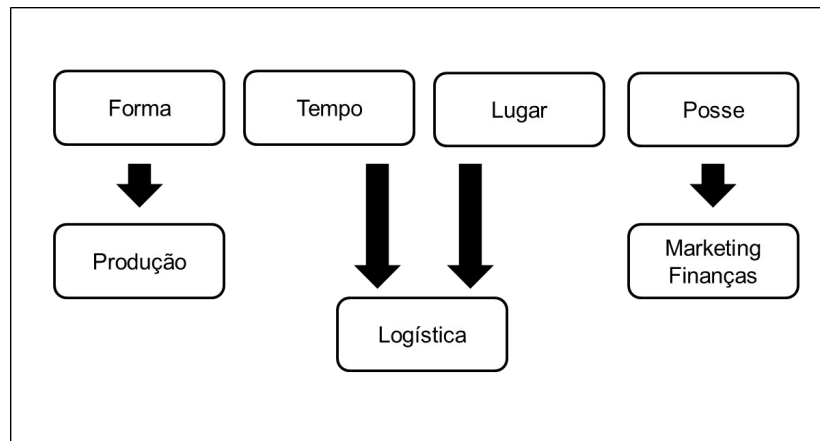 Forma
Tempo
Lugar
Posse
Produção
Marketing
Finanças
Logística